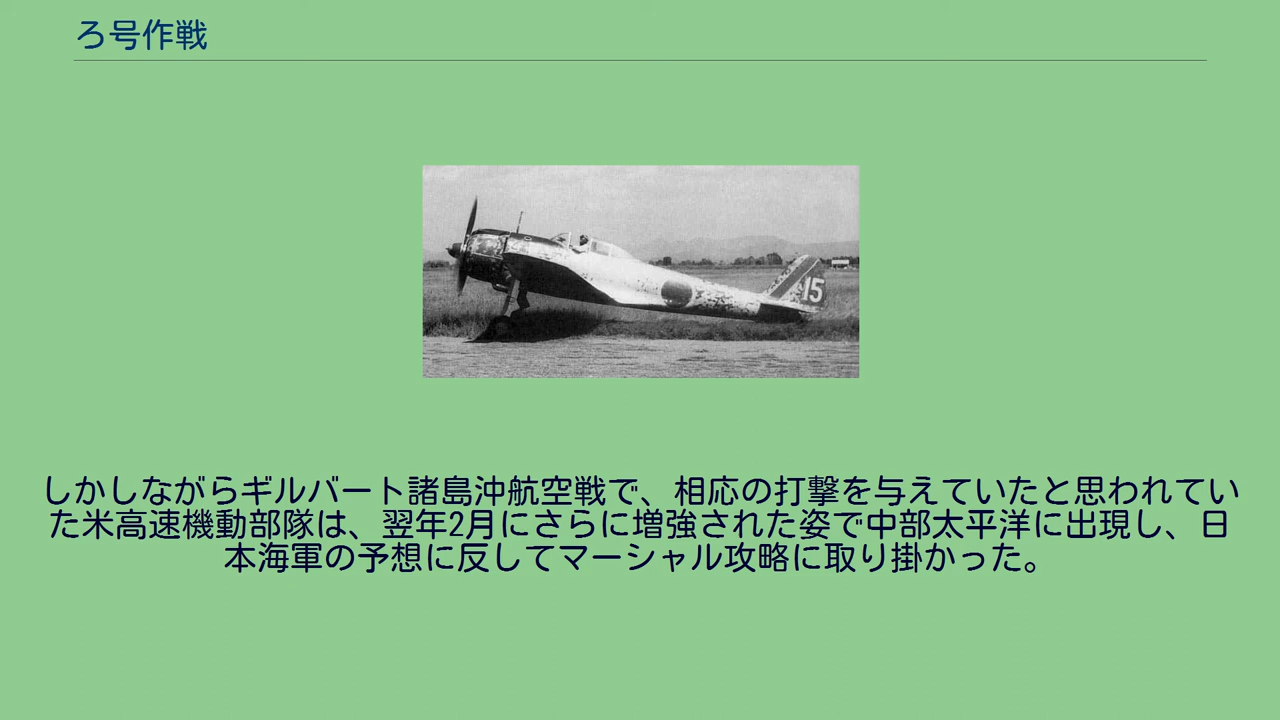 ろ号作戦
15
しかしながらギルバート諸島沖航空戦で、相応の打撃を与えていたと思われてい
た米高速機動部隊は、翌年2月にさらに増強された姿で中部太平洋に出現し、日
本海軍の予想に反してマーシャル攻略に取り掛かった。